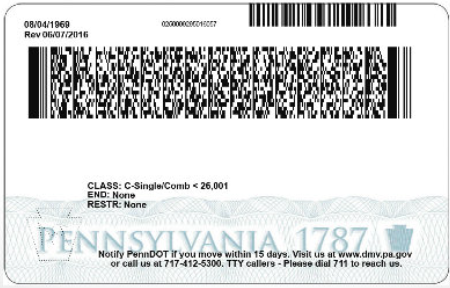 08/04/1969
Rev 06/07/2016
CLASS: C-Single/Comb < 26,001
END: None
RESTR: None
PENNSYLVANIA 1787
Notify PennDOT if you move within 15 days. Visit us at www.dmv.pa.gov
or call us at 717-412-5300. TTY callers - Please dial 711 to reach us.